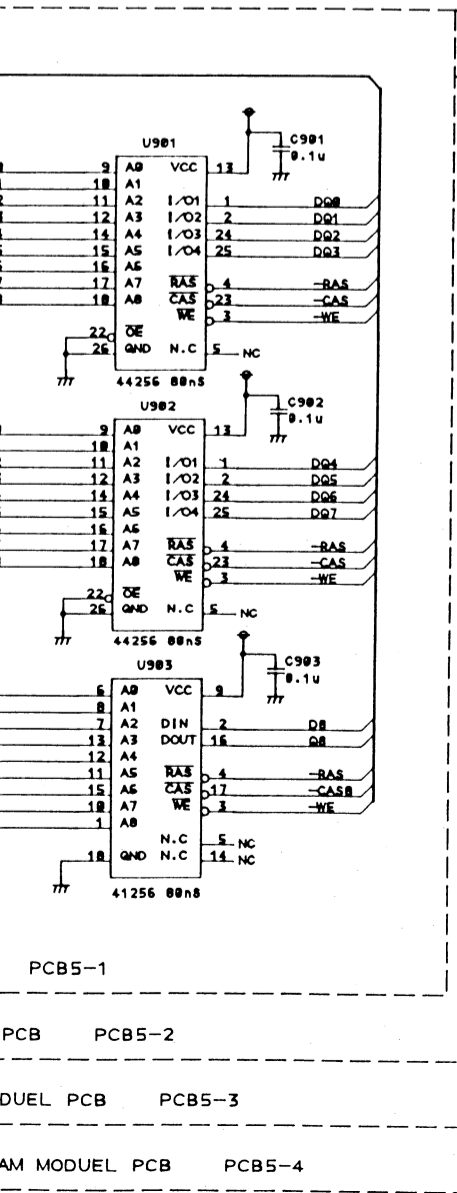 U901
C901
0.1u
9 A0 VCC 13
10 A1
11 A2 I/O1 1 DQ0
12 A3 I/O2 2 DQ1
14 A4 I/O3 24 DQ2
15 A5 I/O4 25 DQ3
16 A6
17 A7 RAS 4 -RAS
18 A8 CAS 23 -CAS
WE 3 -WE
22 OE
26 GND N.C 5 NC
44256 80nS
U902
C902
0.1u
9 A0 VCC 13
10 A1
11 A2 I/O1 1 DQ4
12 A3 I/O2 2 DQ5
14 A4 I/O3 24 DQ6
15 A5 I/O4 25 DQ7
16 A6
17 A7 RAS 4 -RAS
18 A8 CAS 23 -CAS
WE 3 -WE
22 OE
26 GND N.C 5 NC
44256 80nS
U903
C903
0.1u
6 A0 VCC 9
8 A1
7 A2 DIN 2 D8
13 A3 DOUT 16 Q8
12 A4
11 A5 RAS 4 -RAS
15 A6 CAS 17 -CAS8
10 A7 WE 3 -WE
1 A8
N.C 5 NC
18 GND N.C 14 NC
41256 80nS
PCB5-1
PCB PCB5-2
DUEL PCB PCB5-3
AM MODUEL PCB PCB5-4